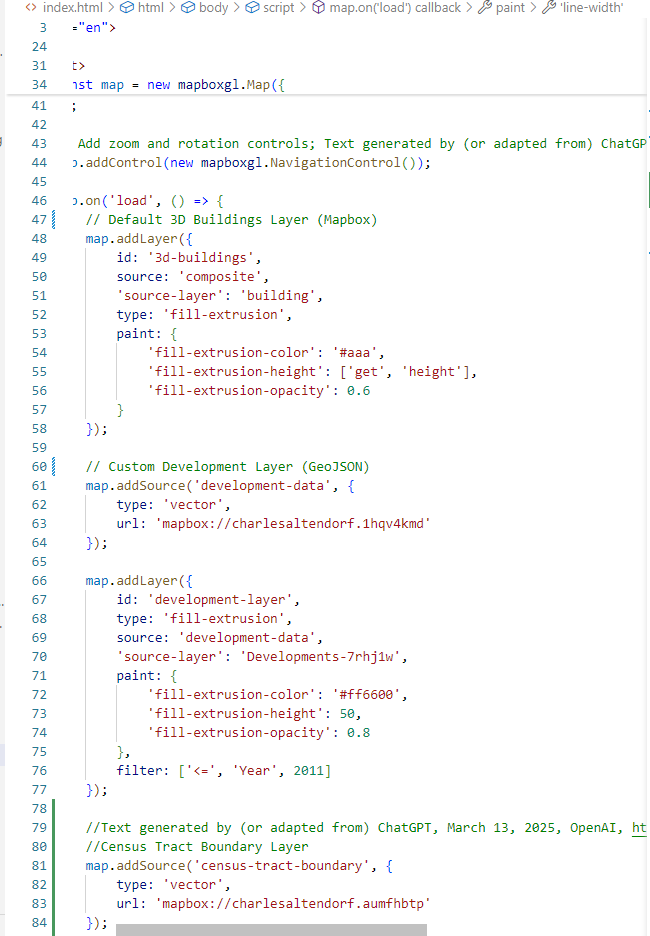 index.html > html > body > script > map.on('load') callback > paint > 'line-width'
3 ="en">
24
31 t>
34 nst map = new mapboxgl.Map({
41 ;
42
43 Add zoom and rotation controls; Text generated by (or adapted from) ChatGP
44 .addControl(new mapboxgl.NavigationControl());
45
46 .on('load', () => {
47 // Default 3D Buildings Layer (Mapbox)
48 map.addLayer({
49 id: '3d-buildings',
50 source: 'composite',
51 'source-layer': 'building',
52 type: 'fill-extrusion',
53 paint: {
54 'fill-extrusion-color': '#aaa',
55 'fill-extrusion-height': ['get', 'height'],
56 'fill-extrusion-opacity': 0.6
57 }
58 });
59
60 // Custom Development Layer (GeoJSON)
61 map.addSource('development-data', {
62 type: 'vector',
63 url: 'mapbox://charlesaltendorf.1hqv4kmd'
64 });
65
66 map.addLayer({
67 id: 'development-layer',
68 type: 'fill-extrusion',
69 source: 'development-data',
70 'source-layer': 'Developments-7rhj1w',
71 paint: {
72 'fill-extrusion-color': '#ff6600',
73 'fill-extrusion-height': 50,
74 'fill-extrusion-opacity': 0.8
75 },
76 filter: ['<=', 'Year', 2011]
77 });
78
79 //Text generated by (or adapted from) ChatGPT, March 13, 2025, OpenAI, ht
80 //Census Tract Boundary Layer
81 map.addSource('census-tract-boundary', {
82 type: 'vector',
83 url: 'mapbox://charlesaltendorf.aumfhbtp'
84 });